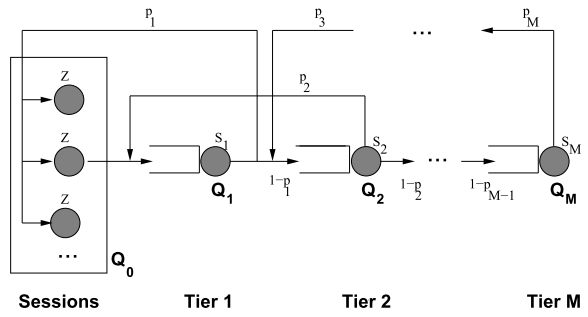 p1 p3 ... pM
Z
p2
Z S1 S2 ... SM
1−p1 1−p2 1−pM−1
Q1 Q2 QM
Z
...
Q0
Sessions Tier 1 Tier 2 Tier M